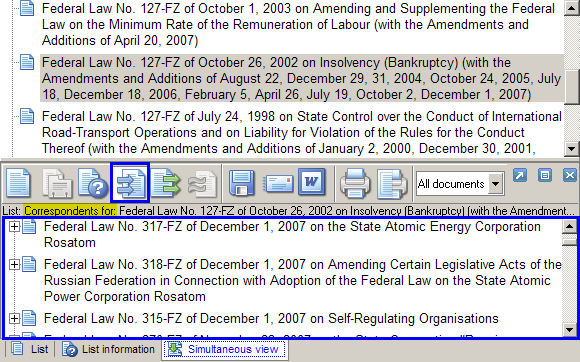 Federal Law No. 127-FZ of October 1, 2003 on Amending and Supplementing the Federal
Law on the Minimum Rate of the Remuneration of Labour (with the Amendments and
Additions of April 20, 2007)
Federal Law No. 127-FZ of October 26, 2002 on Insolvency (Bankruptcy) (with the
Amendments and Additions of August 22, December 29, 31, 2004, October 24, 2005, July
18, December 18, 2006, February 5, April 26, July 19, October 2, December 1, 2007)
Federal Law No. 127-FZ of July 24, 1998 on State Control over the Conduct of International
Road-Transport Operations and on Liability for Violation of the Rules for the Conduct
Thereof (with the Amendments and Additions of January 2, 2000, December 30, 2001,
W
All documents
List: Correspondents for: Federal Law No. 127-FZ of October 26, 2002 on Insolvency (Bankruptcy) (with the Amendment...
Federal Law No. 317-FZ of December 1, 2007 on the State Atomic Energy Corporation
Rosatom
Federal Law No. 318-FZ of December 1, 2007 on Amending Certain Legislative Acts of the
Russian Federation in Connection with Adoption of the Federal Law on the State Atomic
Power Corporation Rosatom
Federal Law No. 315-FZ of December 1, 2007 on Self-Regulating Organisations
List
List information
Simultaneous view